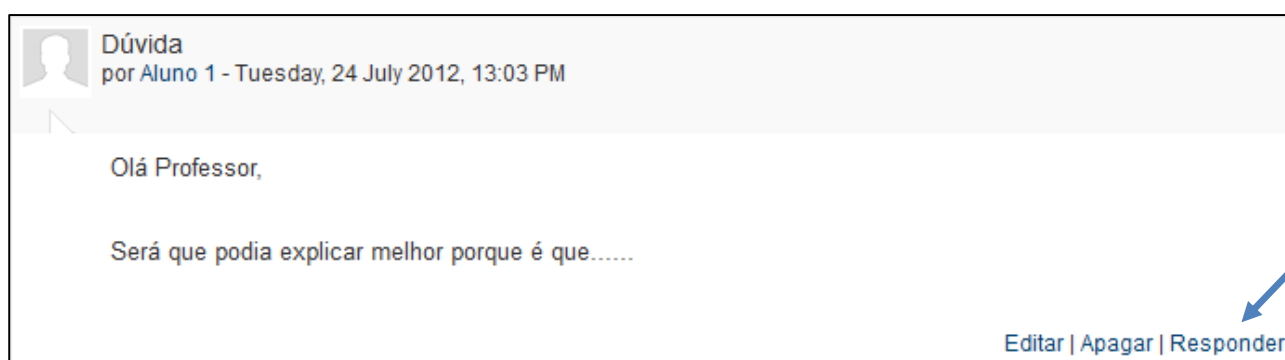 Dúvida
por Aluno 1 - Tuesday, 24 July 2012, 13:03 PM
Olá Professor,
Será que podia explicar melhor porque é que......
Editar | Apagar | Responder